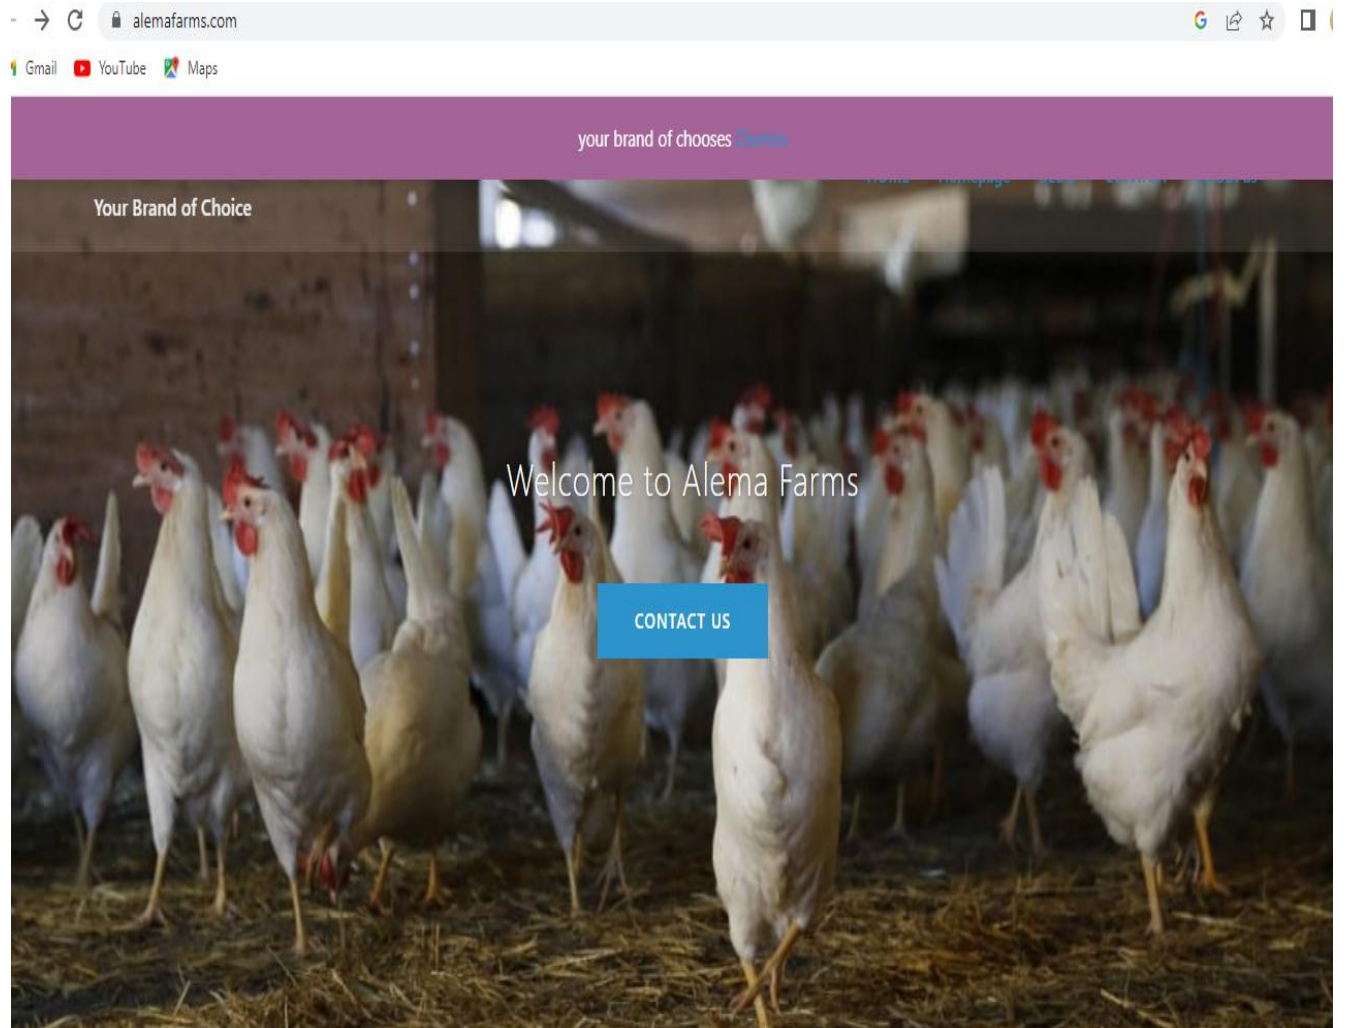 alemafarms.com
Gmail YouTube Maps
your brand of chooses Dismiss
Your Brand of Choice
Welcome to Alema Farms
CONTACT US